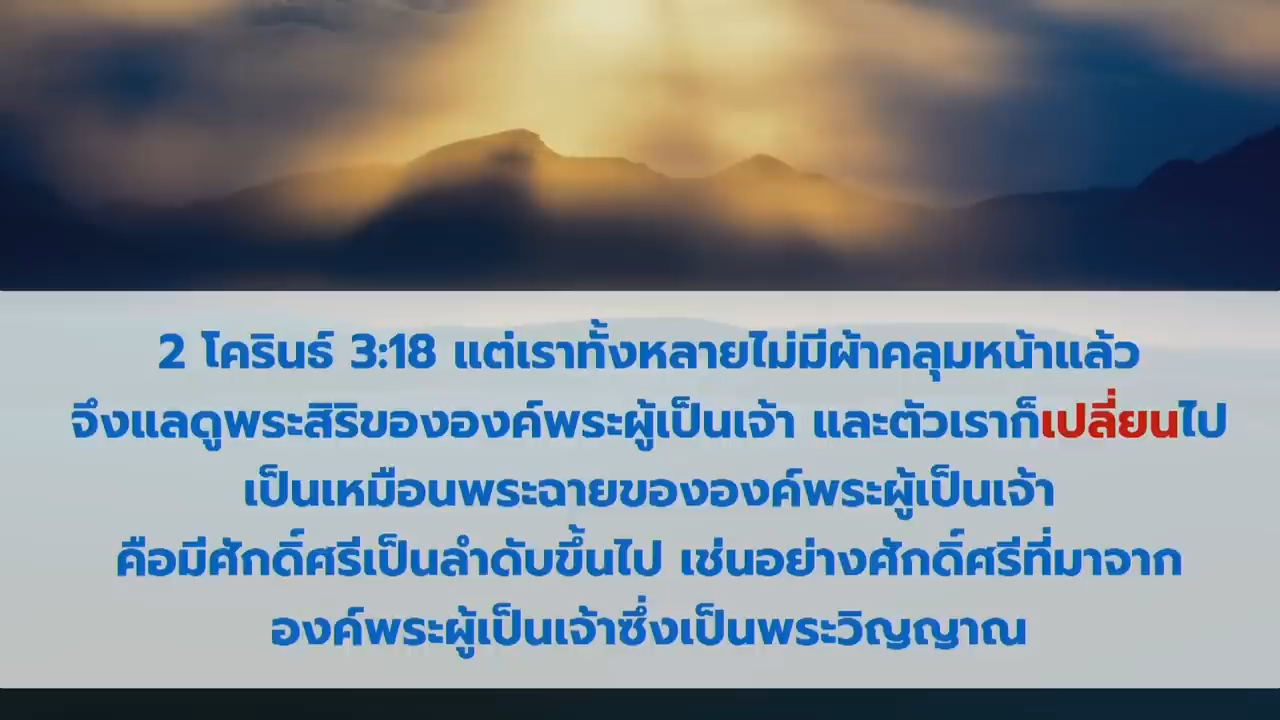 2 โครินธ์ 3:18 แต่เราทั้งหลายไม่มีผ้าคลุมหน้าแล้ว
จึงแลดูพระสิริขององค์พระผู้เป็นเจ้า และตัวเราก็เปลี่ยนไป
เป็นเหมือนพระฉายขององค์พระผู้เป็นเจ้า
คือมีศักดิ์ศรีเป็นลำดับขึ้นไป เช่นอย่างศักดิ์ศรีที่มาจาก
องค์พระผู้เป็นเจ้าซึ่งเป็นพระวิญญาณ